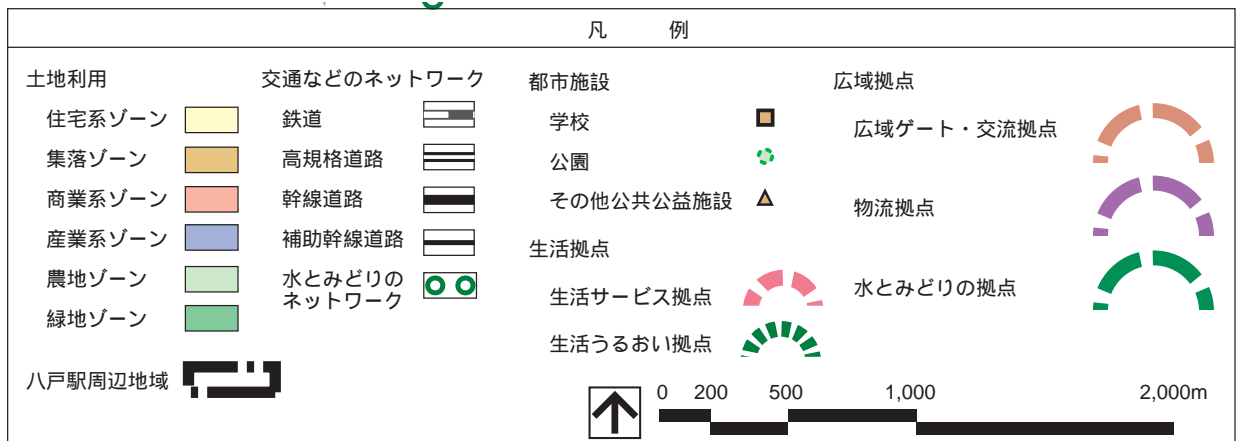 凡 例
土地利用
住宅系ゾーン
集落ゾーン
商業系ゾーン
産業系ゾーン
農地ゾーン
緑地ゾーン
八戸駅周辺地域
交通などのネットワーク
鉄道
高規格道路
幹線道路
補助幹線道路
水とみどりの
ネットワーク
都市施設
学校
公園
その他公共公益施設
生活拠点
生活サービス拠点
生活うるおい拠点
広域拠点
広域ゲート・交流拠点
物流拠点
水とみどりの拠点
0 200 500 1,000 2,000m